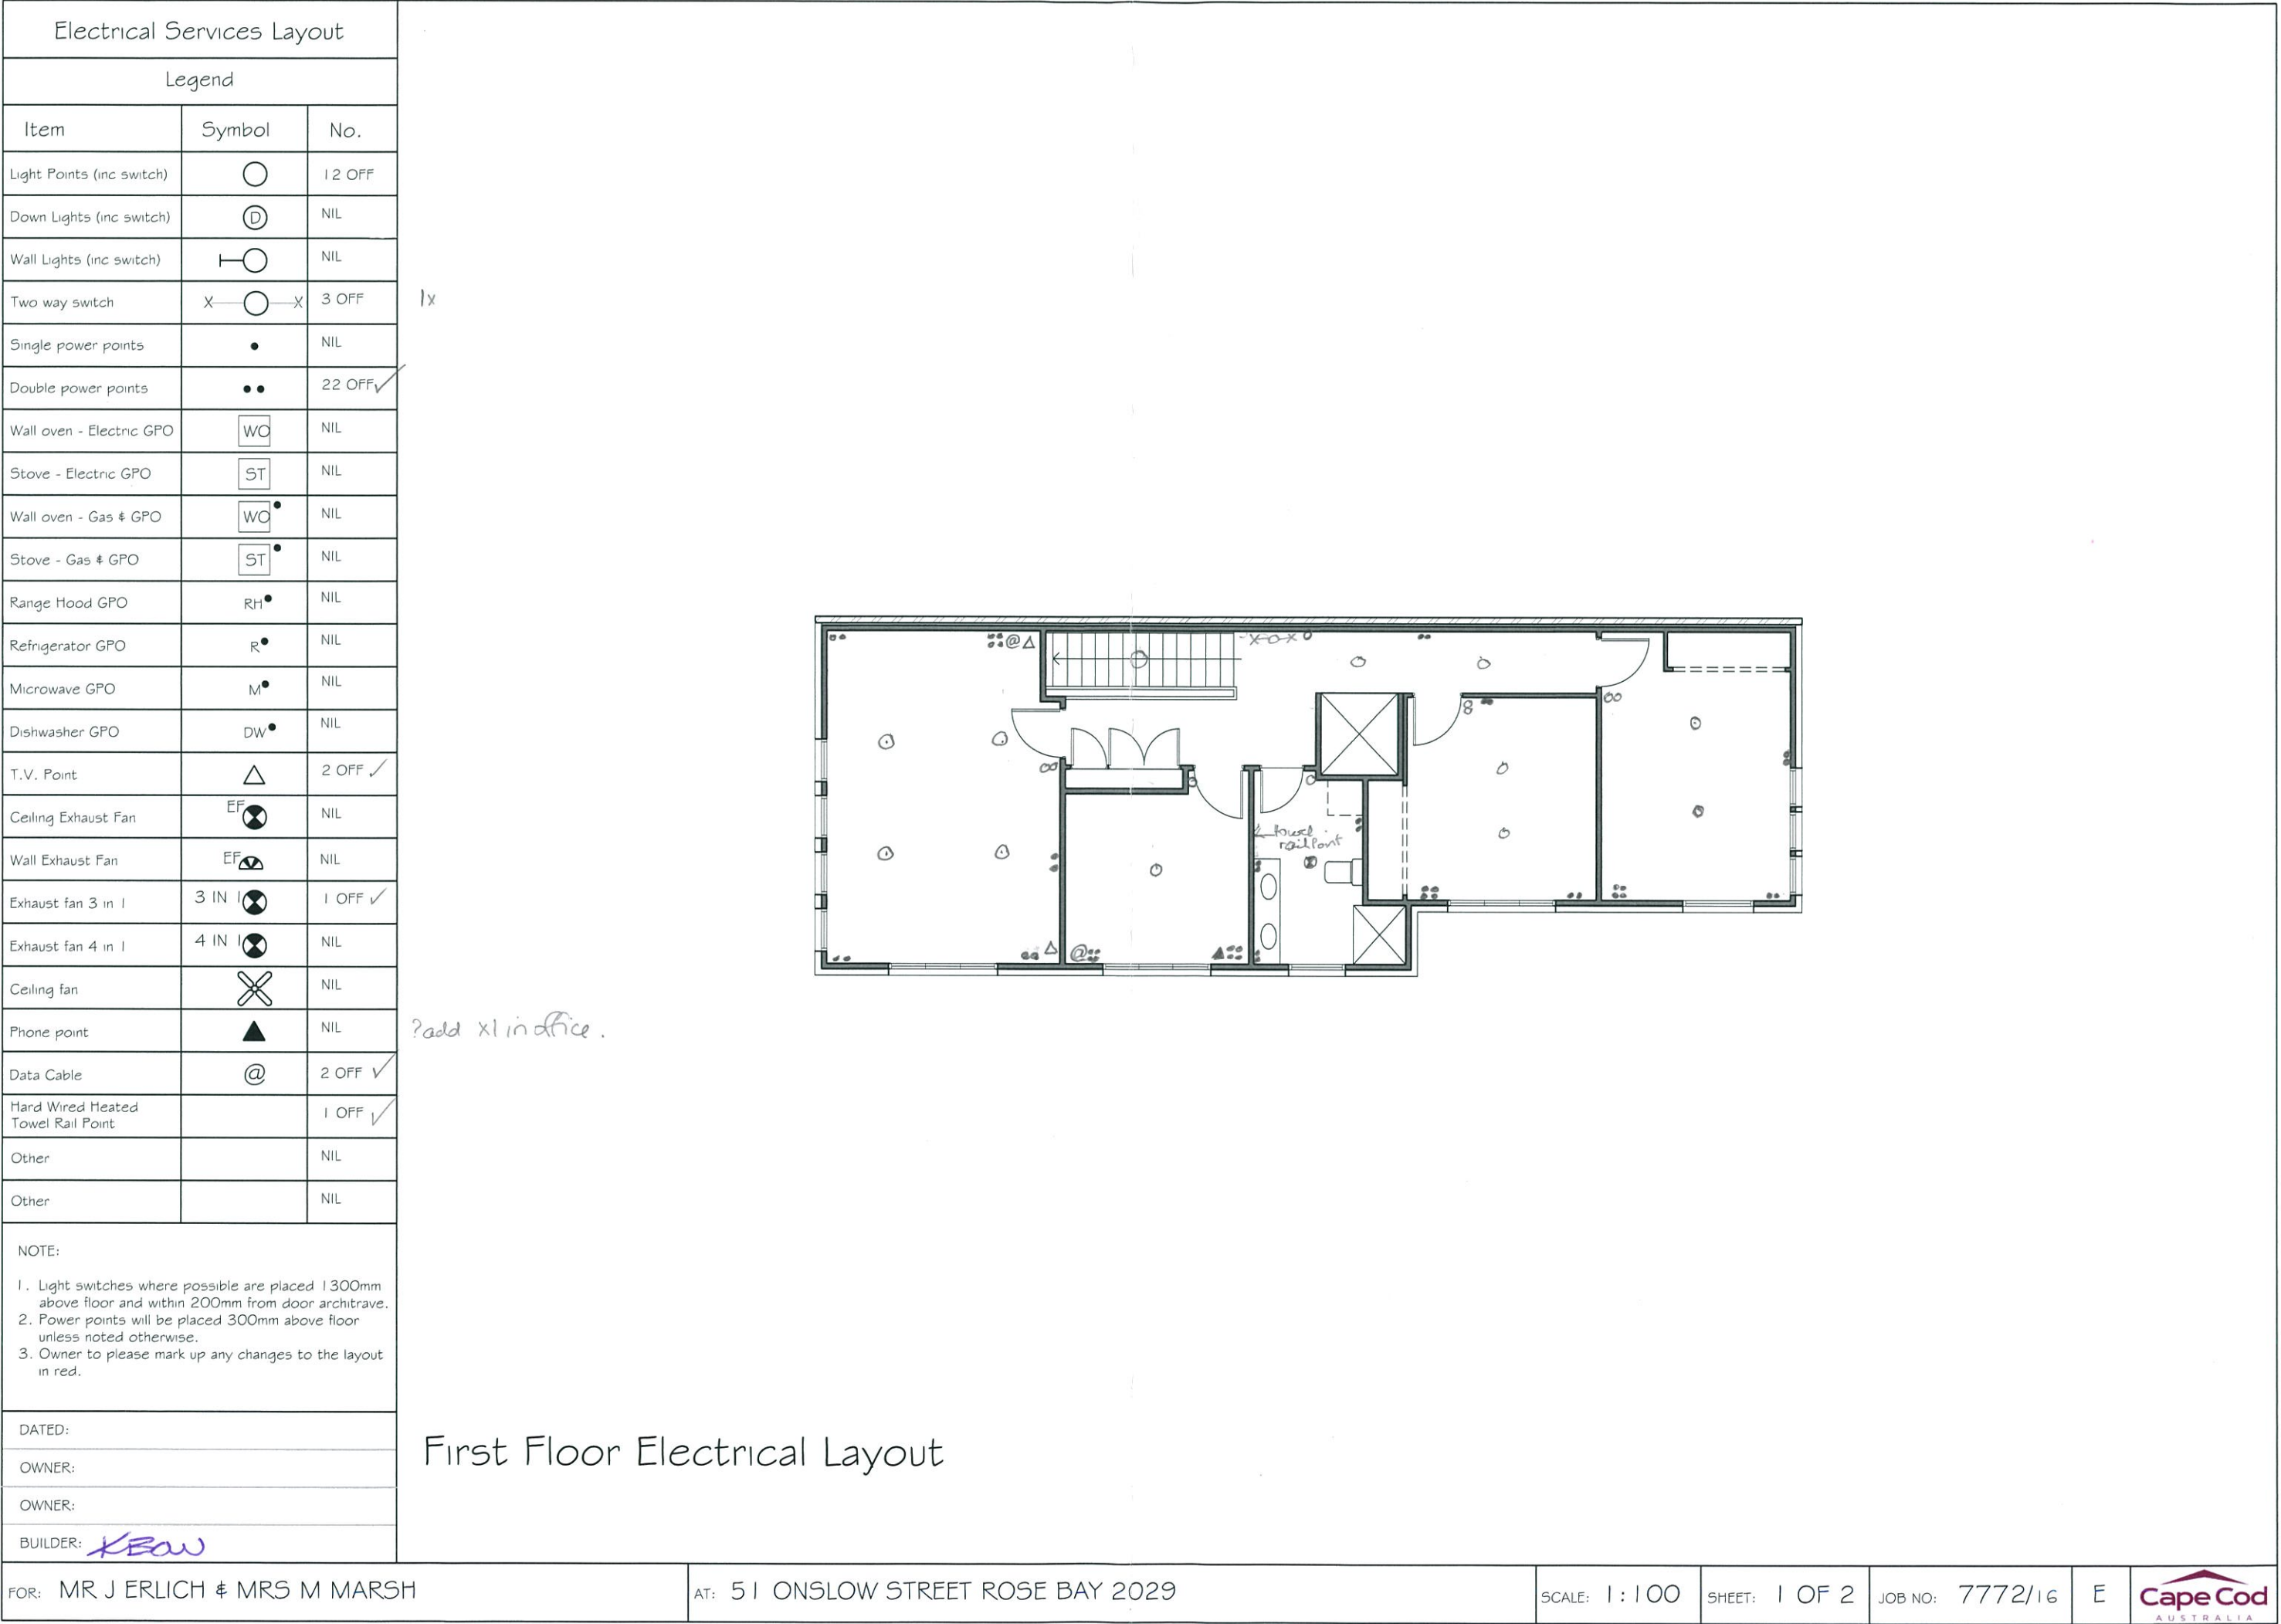 Electrical Services Layout
Legend
Item Symbol No.
Light Points (inc switch) 12 OFF
Down Lights (inc switch) D NIL
Wall Lights (inc switch) NIL
Two way switch X X 3 OFF 1x
Single power points NIL
Double power points 22 OFF ✓
Wall oven - Electric GPO WO NIL
Stove - Electric GPO ST NIL
Wall oven - Gas & GPO WO NIL
Stove - Gas & GPO ST NIL
Range Hood GPO RH NIL
Refrigerator GPO R NIL
Microwave GPO M NIL
Dishwasher GPO DW NIL
T.V. Point 2 OFF ✓
Ceiling Exhaust Fan EF NIL
Wall Exhaust Fan EF NIL
Exhaust fan 3 in 1 3 IN 1 1 OFF ✓
Exhaust fan 4 in 1 4 IN 1 NIL
Ceiling fan NIL
Phone point NIL ?add x1 in office.
Data Cable @ 2 OFF ✓
Hard Wired Heated
Towel Rail Point 1 OFF ✓
Other NIL
Other NIL
NOTE:
1. Light switches where possible are placed 1300mm
above floor and within 200mm from door architrave.
2. Power points will be placed 300mm above floor
unless noted otherwise.
3. Owner to please mark up any changes to the layout
in red.
DATED:
OWNER:
OWNER:
BUILDER:
@
x-o-x
towel
rail Point
@
First Floor Electrical Layout
FOR: MR J ERLICH & MRS M MARSH
AT: 51 ONSLOW STREET ROSE BAY 2029
SCALE: 1:100
SHEET: 1 OF 2
JOB NO: 7772/16
E
Cape Cod
AUSTRALIA